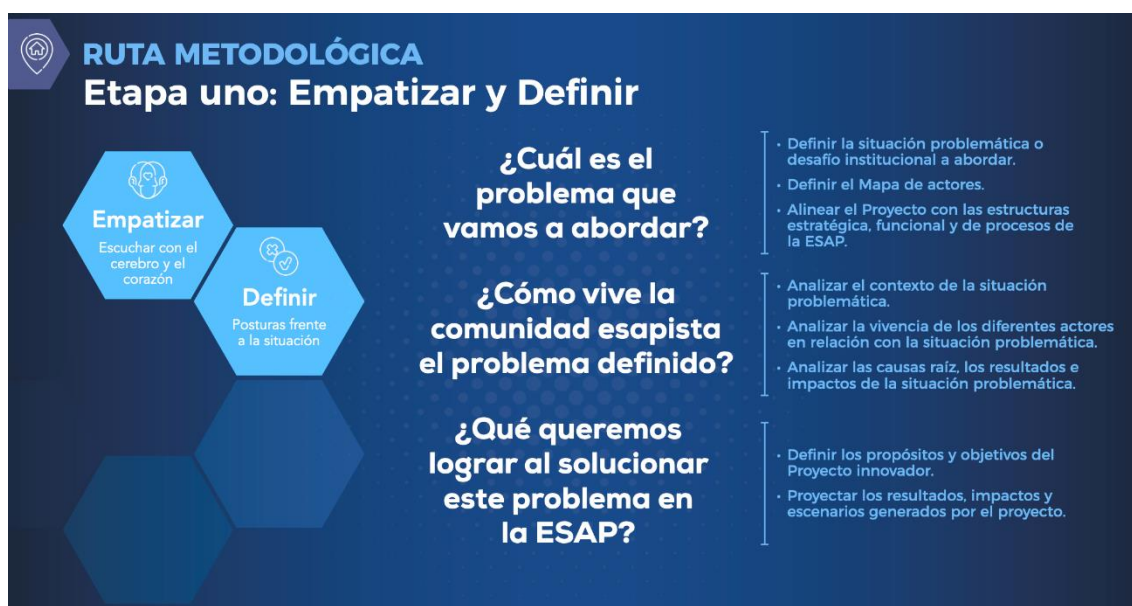 RUTA METODOLÓGICA
Etapa uno: Empatizar y Definir
Empatizar
Escuchar con el
cerebro y el
corazón
Definir
Posturas frente
a la situación
¿Cuál es el
problema que
vamos a abordar?
• Definir la situación problemática o
desafío institucional a abordar.
• Definir el Mapa de actores.
• Alinear el Proyecto con las estructuras
estratégica, funcional y de procesos de
la ESAP.
¿Cómo vive la
comunidad esapista
el problema definido?
• Analizar el contexto de la situación
problemática.
• Analizar la vivencia de los diferentes actores
en relación con la situación problemática.
• Analizar las causas raíz, los resultados e
impactos de la situación problemática.
¿Qué queremos
lograr al solucionar
este problema en
la ESAP?
• Definir los propósitos y objetivos del
Proyecto innovador.
• Proyectar los resultados, impactos y
escenarios generados por el proyecto.